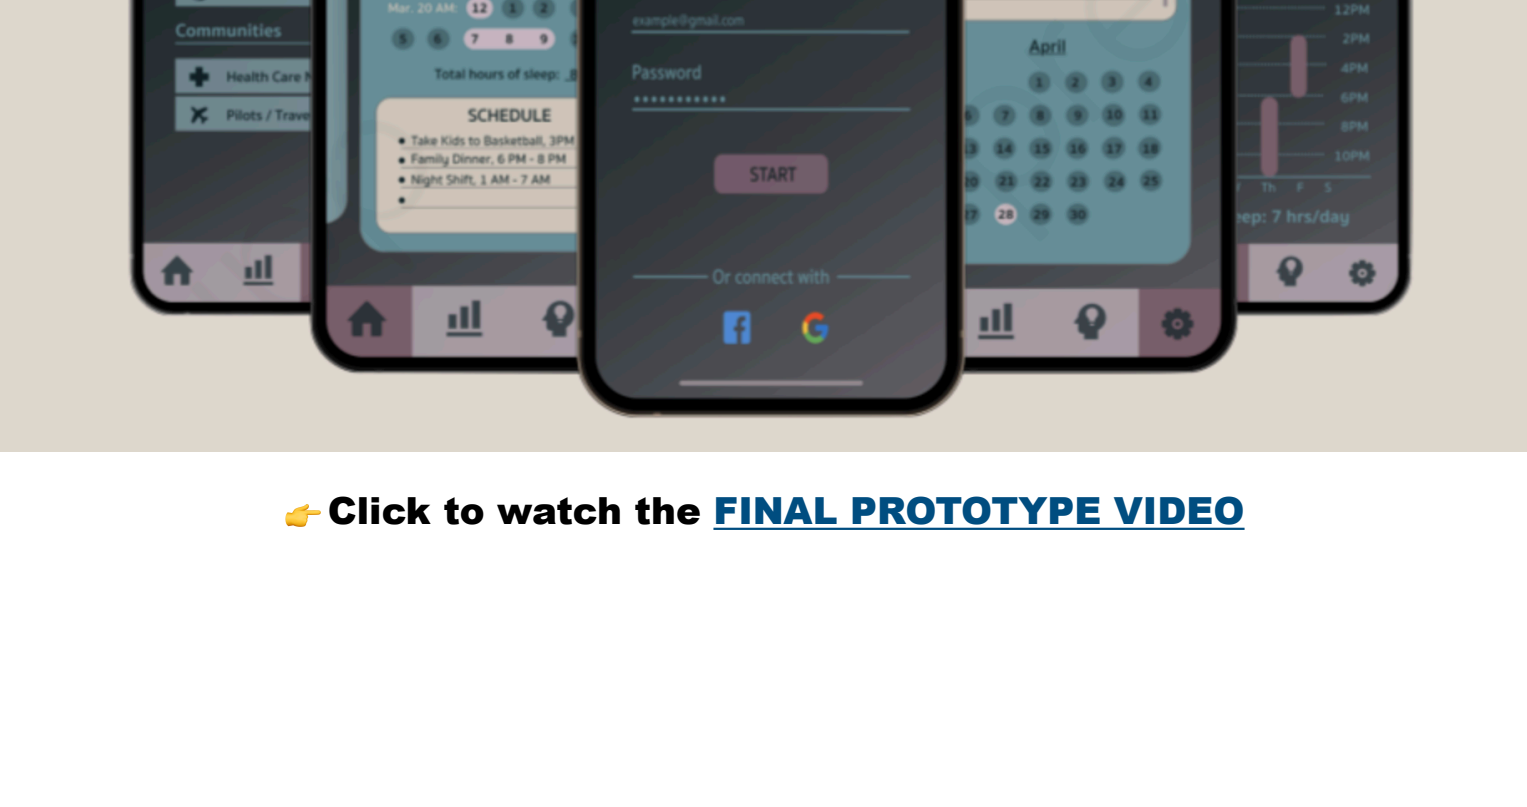 Communities
Health Care
Pilots / Trave
Mar. 20 AM: 12 1 2
5 6 7 8 9
Total hours of sleep:
SCHEDULE
Take Kids to Basketball, 3PM
Family Dinner, 6 PM - 8 PM
Night Shift, 1 AM - 7 AM
example@gmail.com
Password
START
Or connect with
April
1 2 3 4
6 7 8 9 10 11
13 14 15 16 17 18
20 21 22 23 24 25
27 28 29 30
12PM
2PM
4PM
6PM
8PM
10PM
Th F S
eep: 7 hrs/day
👉Click to watch the FINAL PROTOTYPE VIDEO